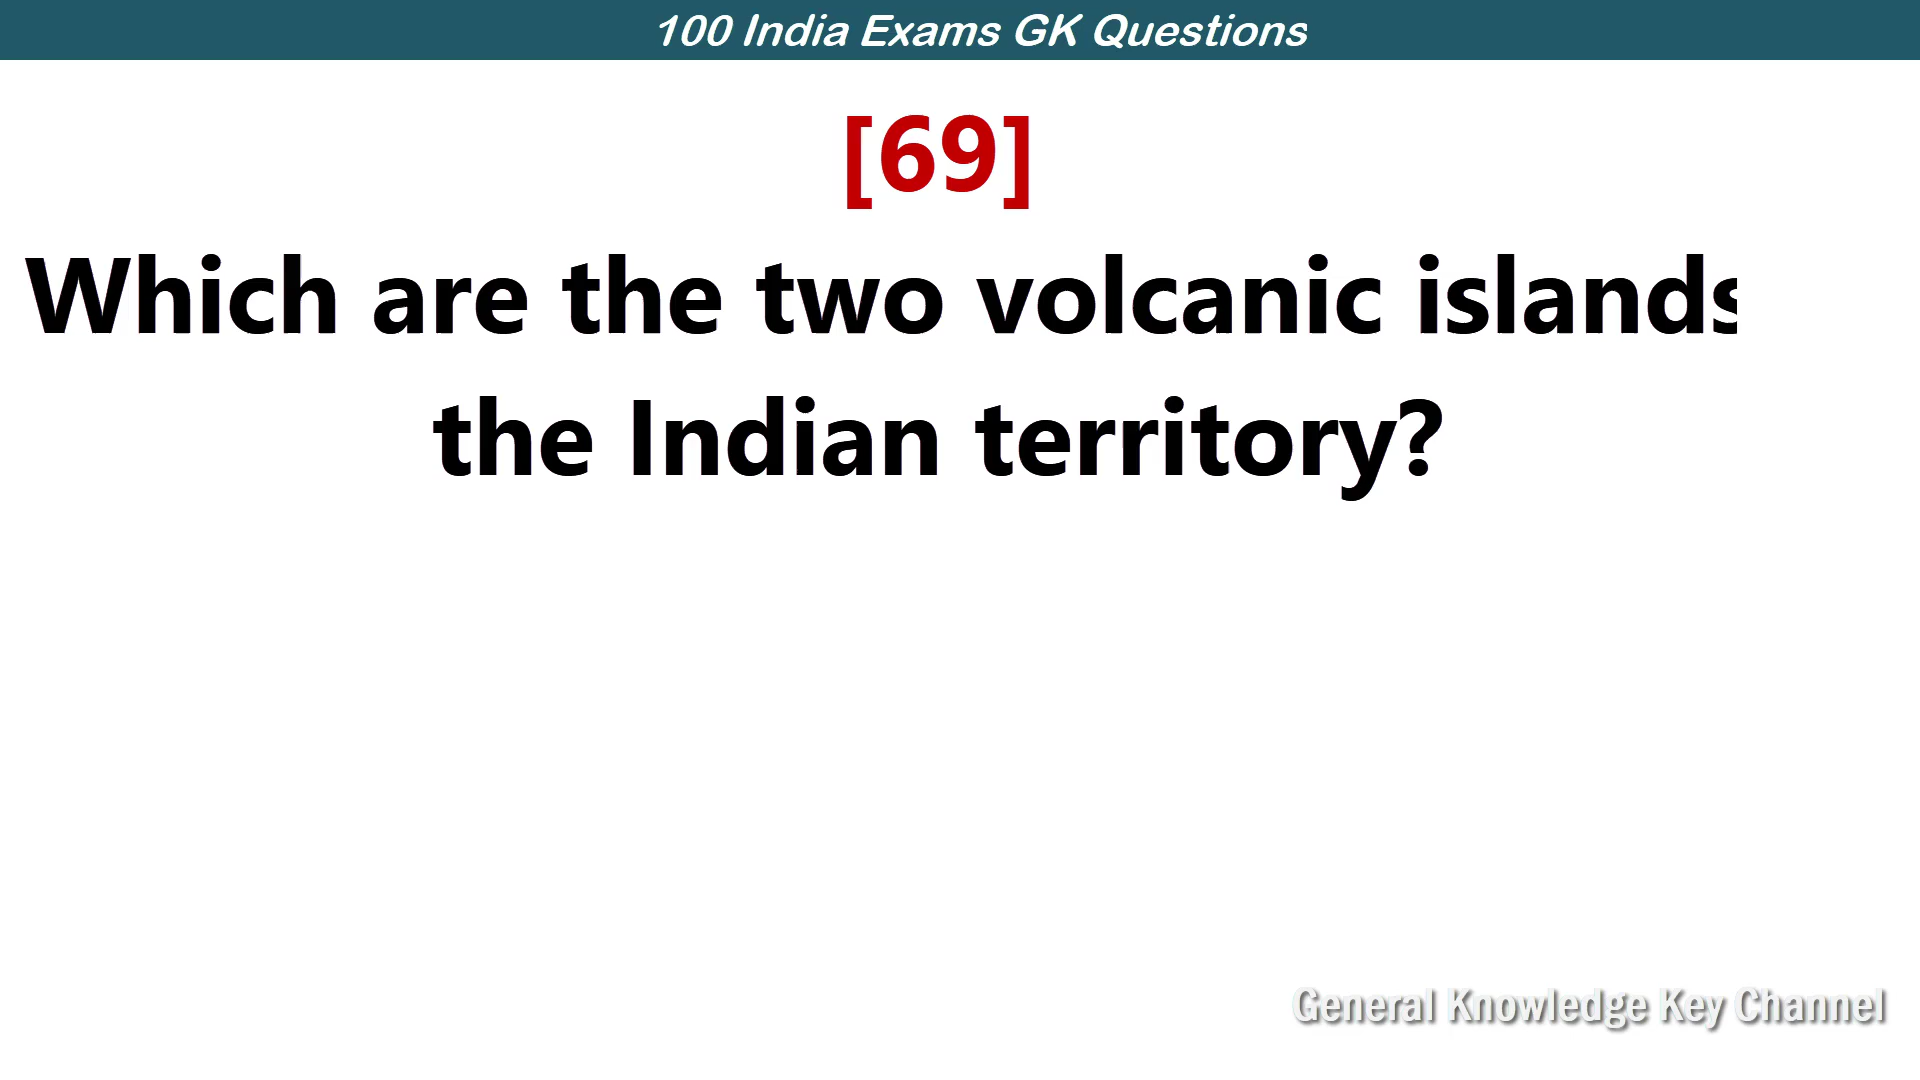 100 India Exams GK Questions
[69]
Which are the two volcanic islands
the Indian territory?
General Knowledge Key Channel